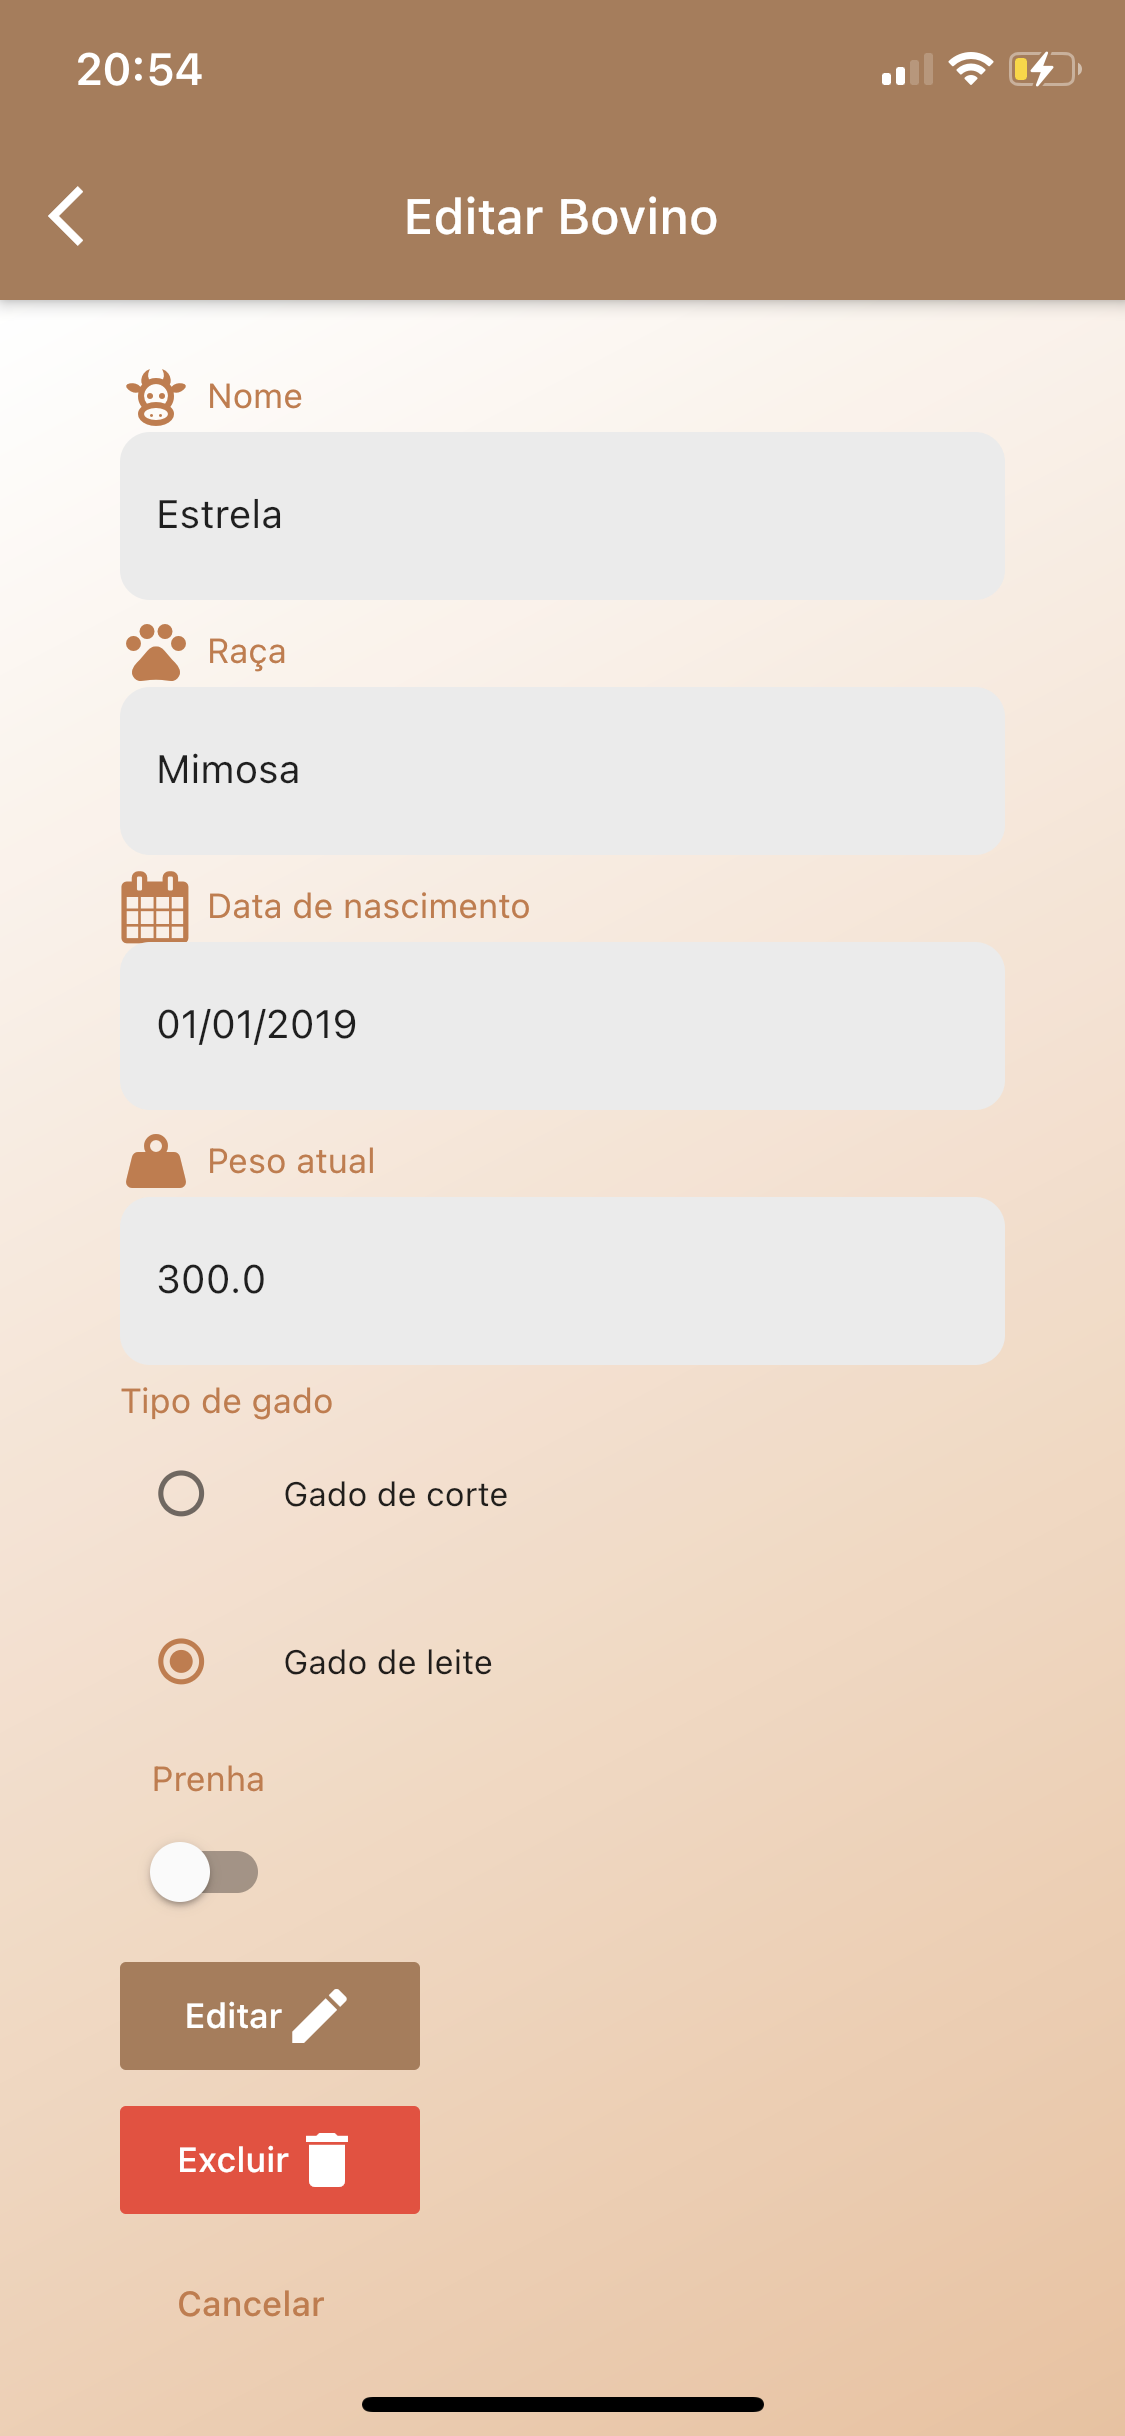 20:54
Editar Bovino
Nome
Estrela
Raça
Mimosa
Data de nascimento
01/01/2019
Peso atual
300.0
Tipo de gado
Gado de corte
Gado de leite
Prenha
Editar
Excluir
Cancelar